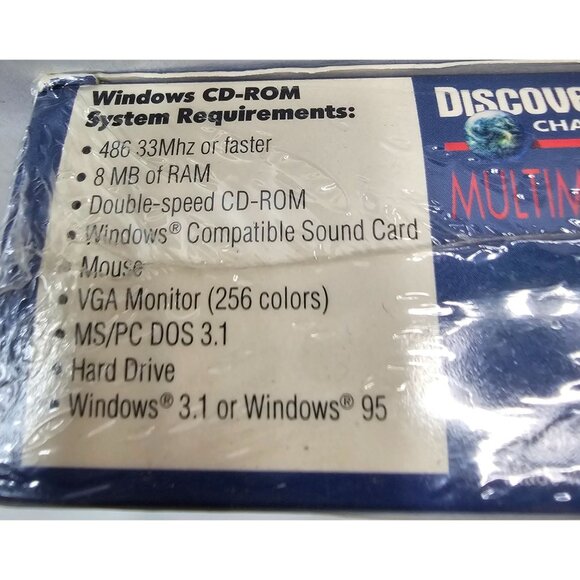 Windows CD-ROM
System Requirements:
• 486 33Mhz or faster
• 8 MB of RAM
• Double-speed CD-ROM
• Windows® Compatible Sound Card
• Mouse
• VGA Monitor (256 colors)
• MS/PC DOS 3.1
• Hard Drive
• Windows® 3.1 or Windows® 95
DISCOVE
CHA
MULTIM